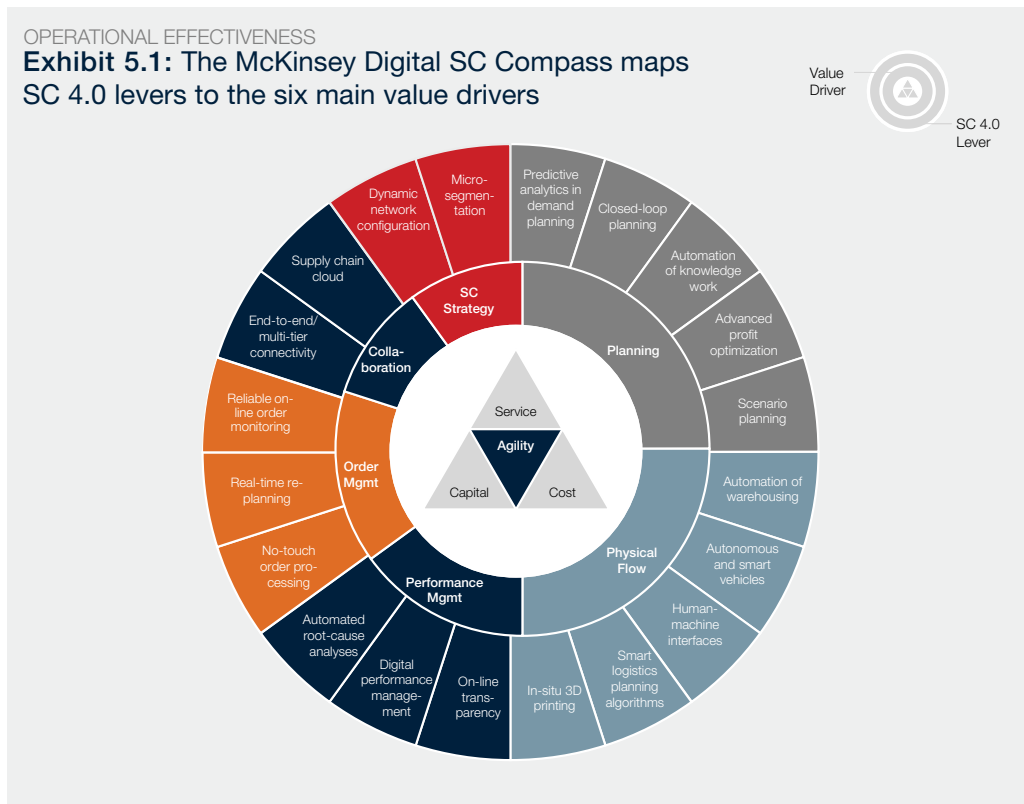 OPERATIONAL EFFECTIVENESS
Exhibit 5.1: The McKinsey Digital SC Compass maps
SC 4.0 levers to the six main value drivers
Value
Driver
SC 4.0
Lever
Predictive
analytics in
demand
planning
Closed-loop
planning
Automation
of knowledge
work
Advanced
profit
optimization
Scenario
planning
Automation of
warehousing
Autonomous
and smart
vehicles
Human-
machine
interfaces
Smart
logistics
planning
algorithms
In-situ 3D
printing
On-line
trans-
parency
Digital
performance
manage-
ment
Automated
root-cause
analyses
No-touch
order pro-
cessing
Real-time re-
planning
Reliable on-
line order
monitoring
End-to-end/
multi-tier
connectivity
Supply chain
cloud
Dynamic
network
configuration
Micro-
segmen-
tation
SC
Strategy
Planning
Physical
Flow
Performance
Mgmt
Order
Mgmt
Colla-
boration
Service
Agility
Capital
Cost